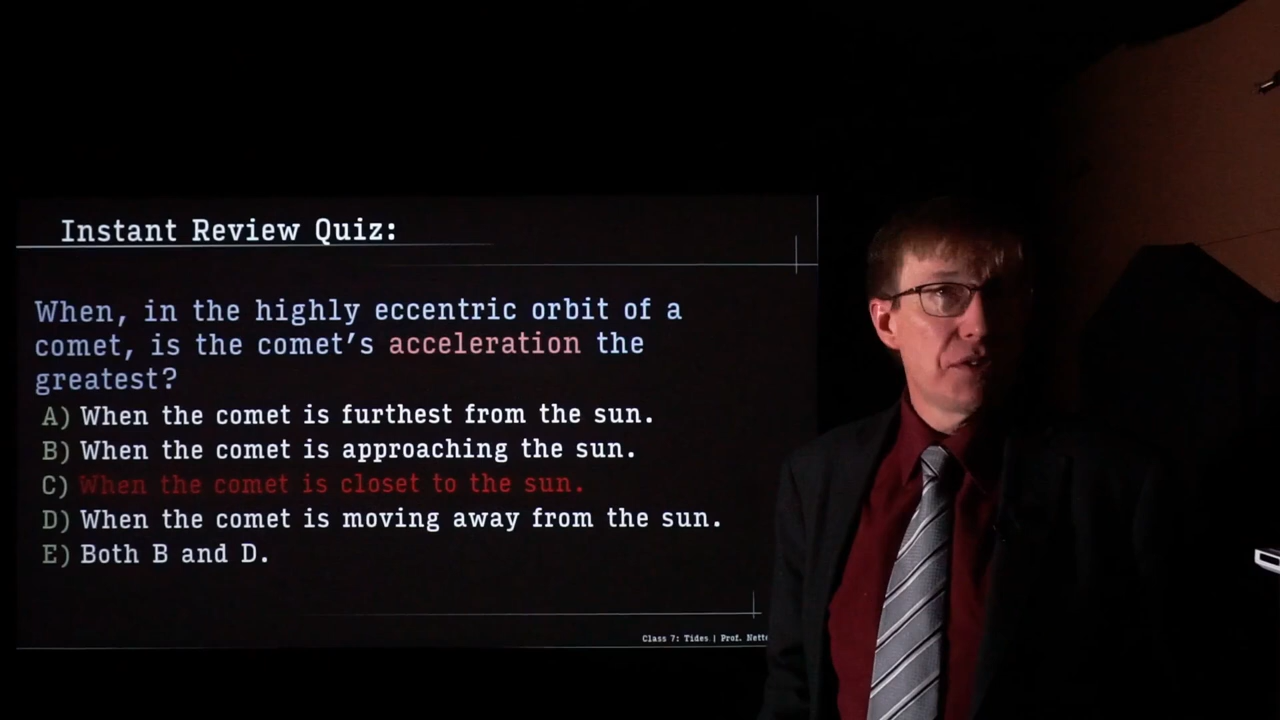 Instant Review Quiz:
When, in the highly eccentric orbit of a
comet, is the comet’s acceleration the
greatest?
A) When the comet is furthest from the sun.
B) When the comet is approaching the sun.
C) When the comet is closet to the sun.
D) When the comet is moving away from the sun.
E) Both B and D.
Class 7: Tides | Prof.